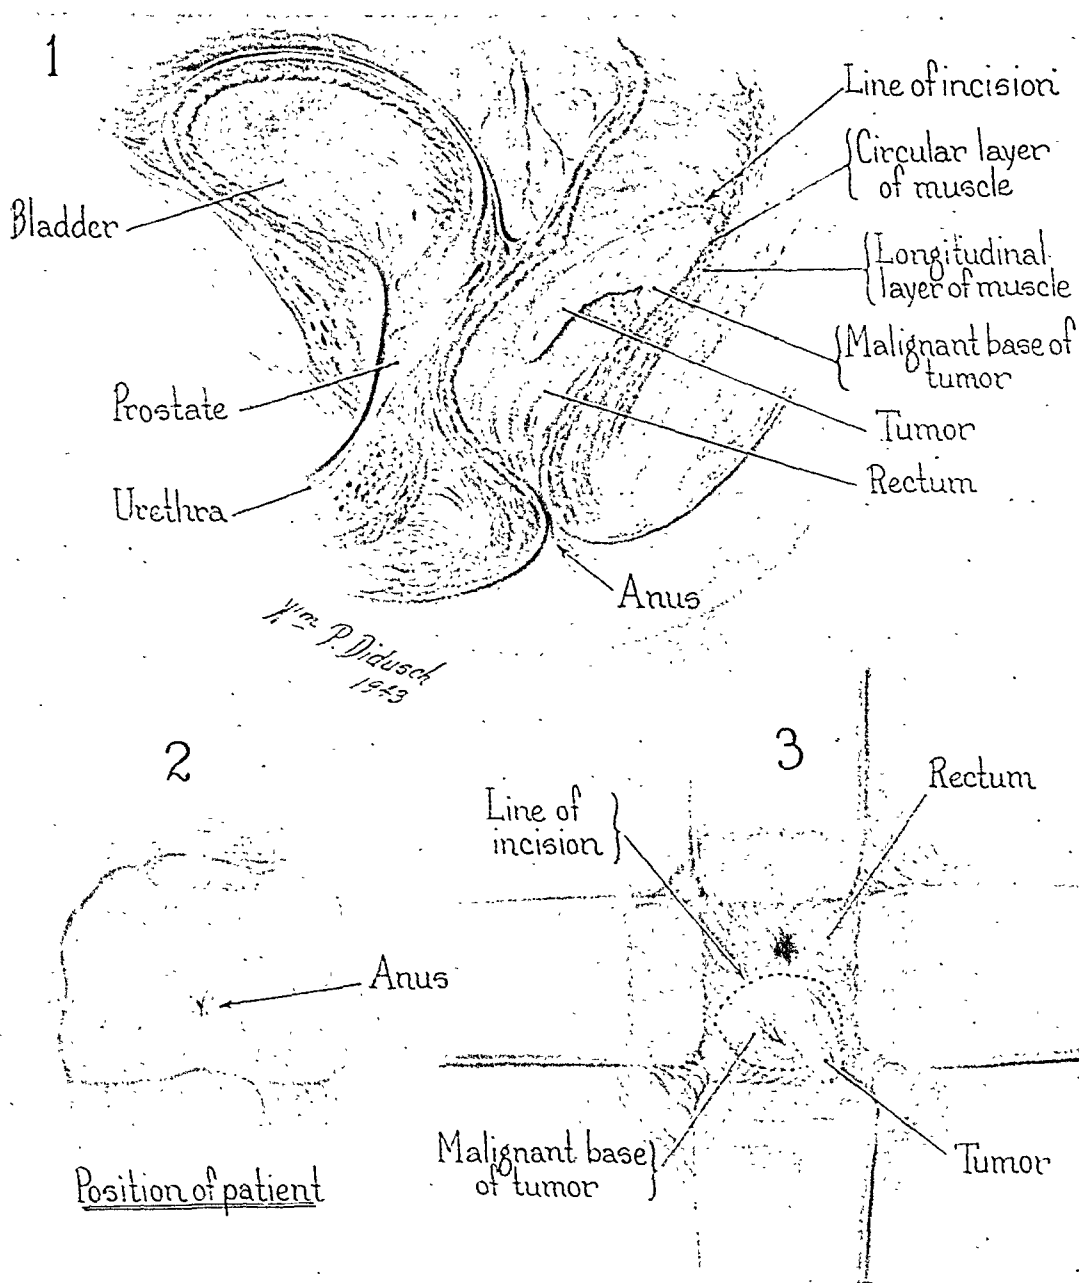 1
Line of incision
Circular layer
of muscle
Bladder
Longitudinal
layer of muscle
Malignant base of
tumor
Prostate
Tumor
Rectum
Urethra
Anus
Wm P. Didusch
1943
2
3
Rectum
Line of
incision
Anus
Malignant base
of tumor
Tumor
Position of patient